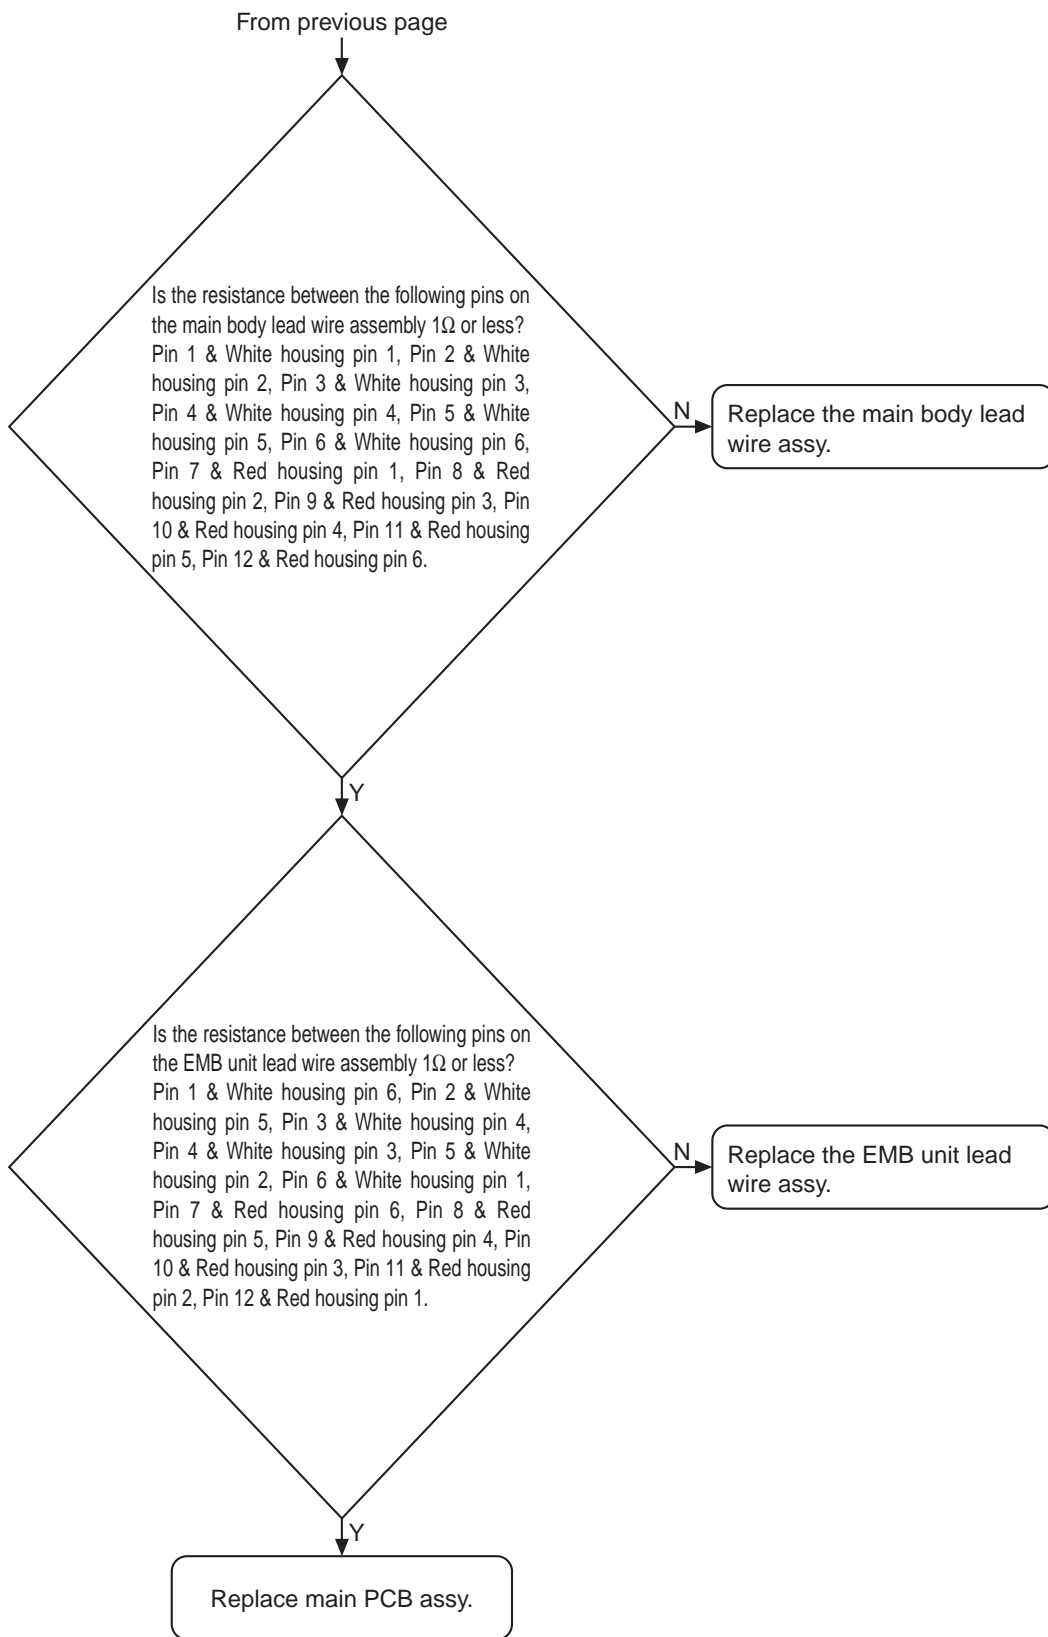 From previous page
Is the resistance between the following pins on
the main body lead wire assembly 1Ω or less?
Pin 1 & White housing pin 1, Pin 2 & White
housing pin 2, Pin 3 & White housing pin 3,
Pin 4 & White housing pin 4, Pin 5 & White
housing pin 5, Pin 6 & White housing pin 6,
Pin 7 & Red housing pin 1, Pin 8 & Red
housing pin 2, Pin 9 & Red housing pin 3, Pin
10 & Red housing pin 4, Pin 11 & Red housing
pin 5, Pin 12 & Red housing pin 6.
N
Replace the main body lead
wire assy.
Y
Is the resistance between the following pins on
the EMB unit lead wire assembly 1Ω or less?
Pin 1 & White housing pin 6, Pin 2 & White
housing pin 5, Pin 3 & White housing pin 4,
Pin 4 & White housing pin 3, Pin 5 & White
housing pin 2, Pin 6 & White housing pin 1,
Pin 7 & Red housing pin 6, Pin 8 & Red
housing pin 5, Pin 9 & Red housing pin 4, Pin
10 & Red housing pin 3, Pin 11 & Red housing
pin 2, Pin 12 & Red housing pin 1.
N
Replace the EMB unit lead
wire assy.
Y
Replace main PCB assy.